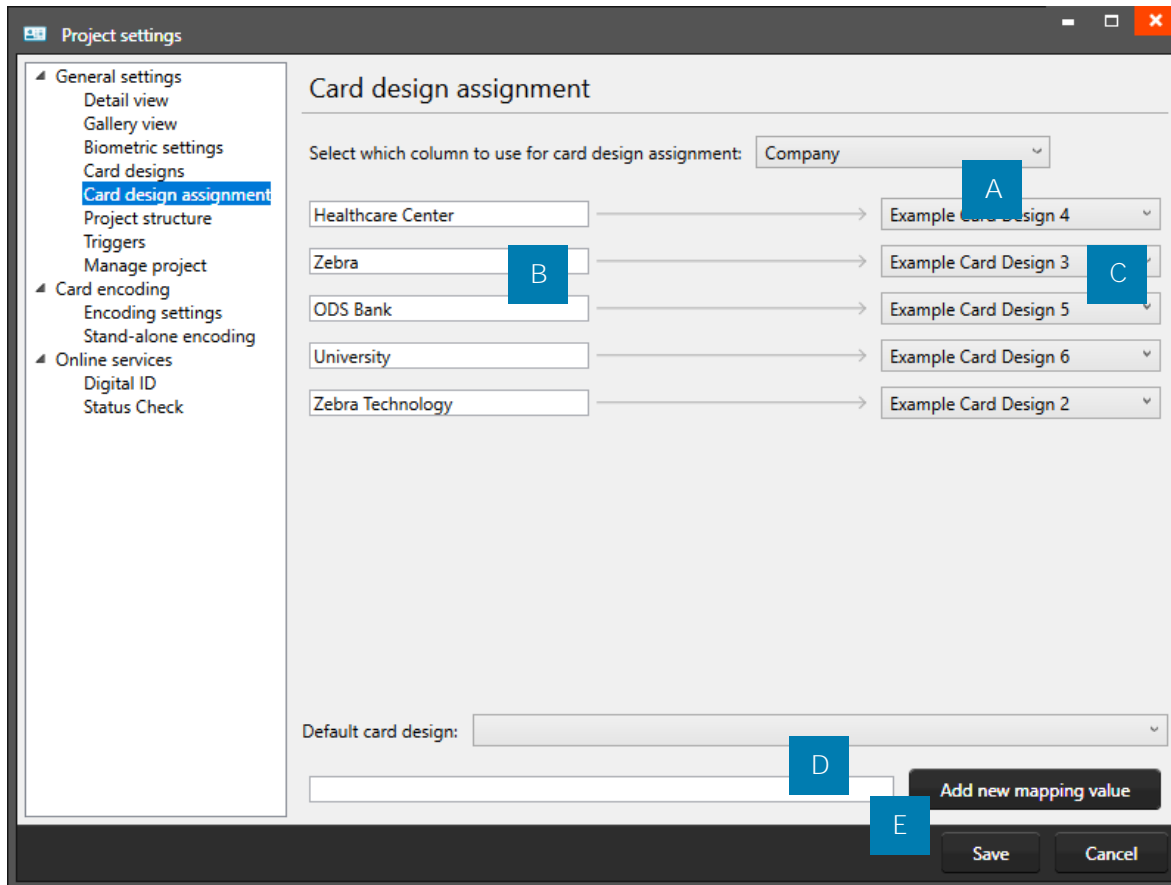 Project settings
General settings
Detail view
Gallery view
Biometric settings
Card designs
Card design assignment
Project structure
Triggers
Manage project
Card encoding
Encoding settings
Stand-alone encoding
Online services
Digital ID
Status Check
Card design assignment
Select which column to use for card design assignment: Company
A
Healthcare Center Example Card Design 4
Zebra B Example Card Design 3 C
ODS Bank Example Card Design 5
University Example Card Design 6
Zebra Technology Example Card Design 2
Default card design:
D
Add new mapping value
E
Save Cancel